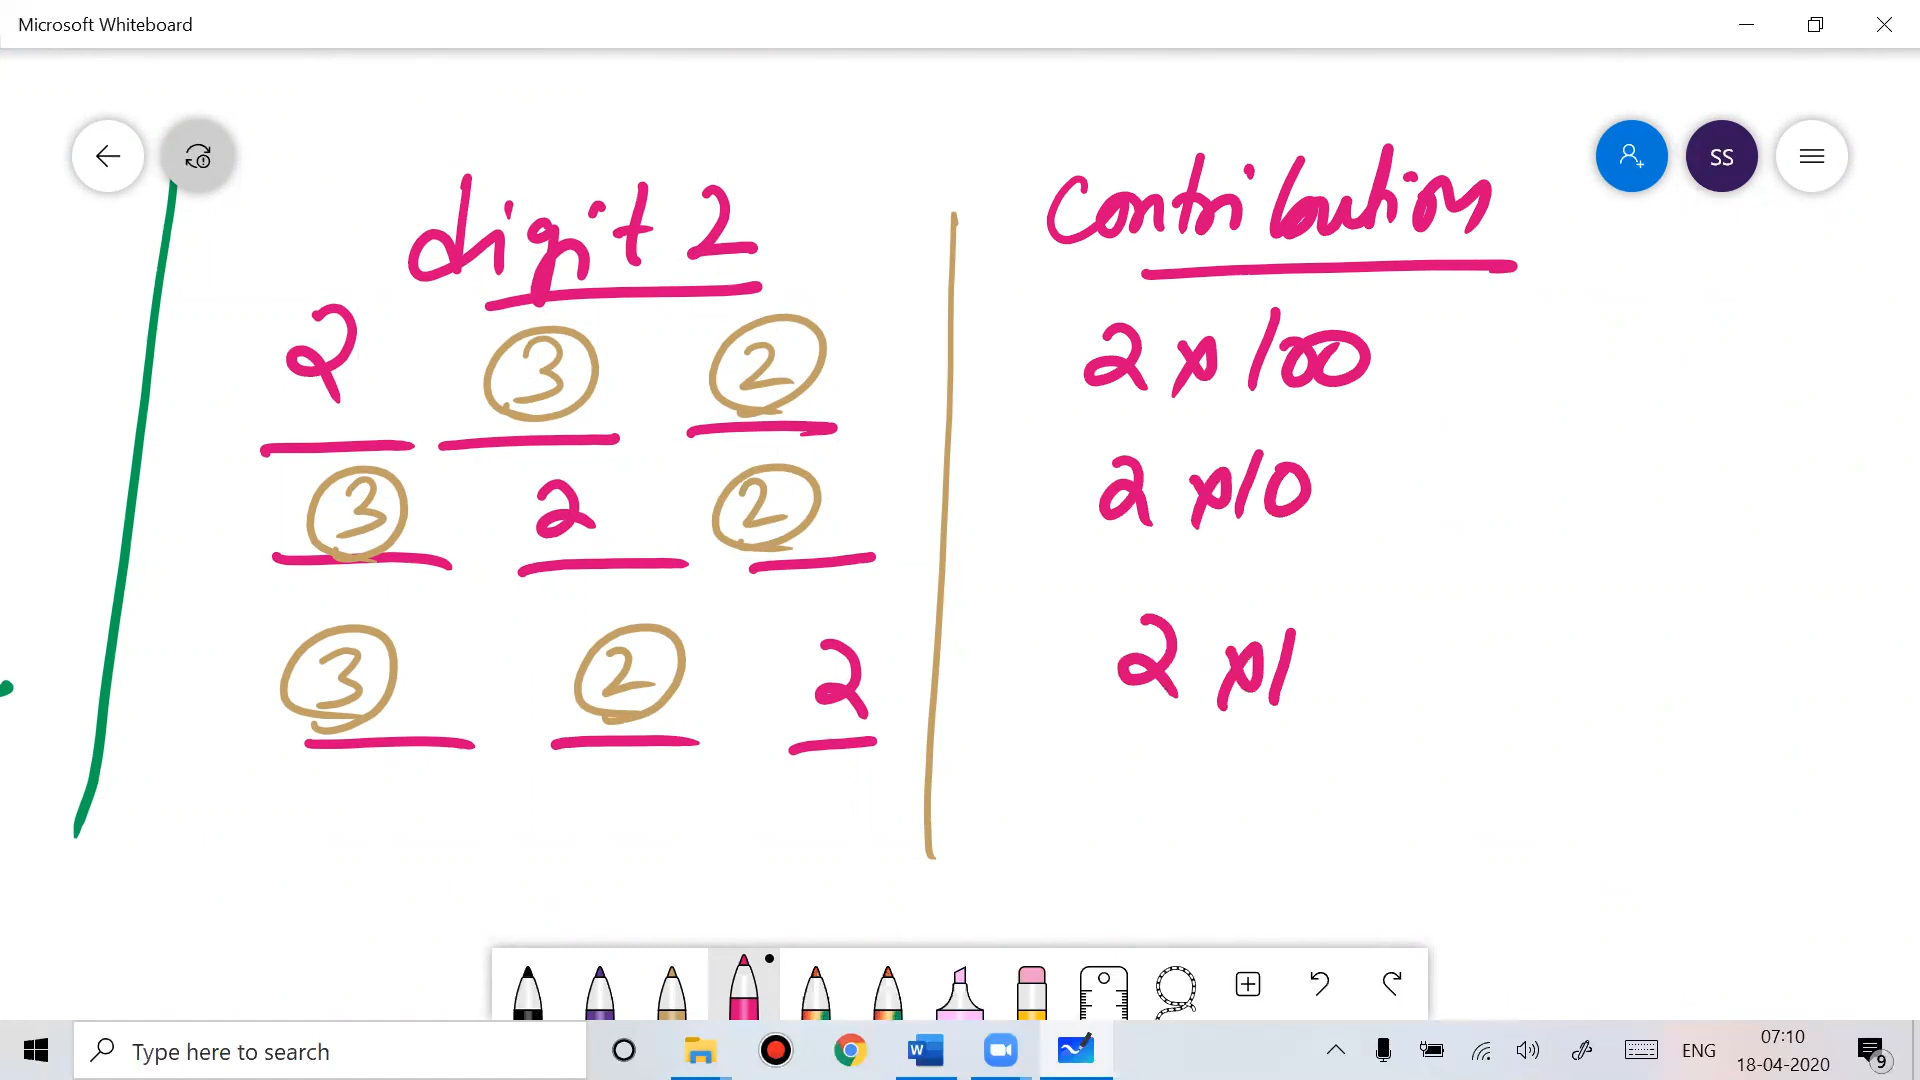 Microsoft Whiteboard
SS
digit 2
contribution
2 3 2
2 × 100
3 2 2
2 × 10
3 2 2
2 × 1
Type here to search
ENG
07:10
18-04-2020
9